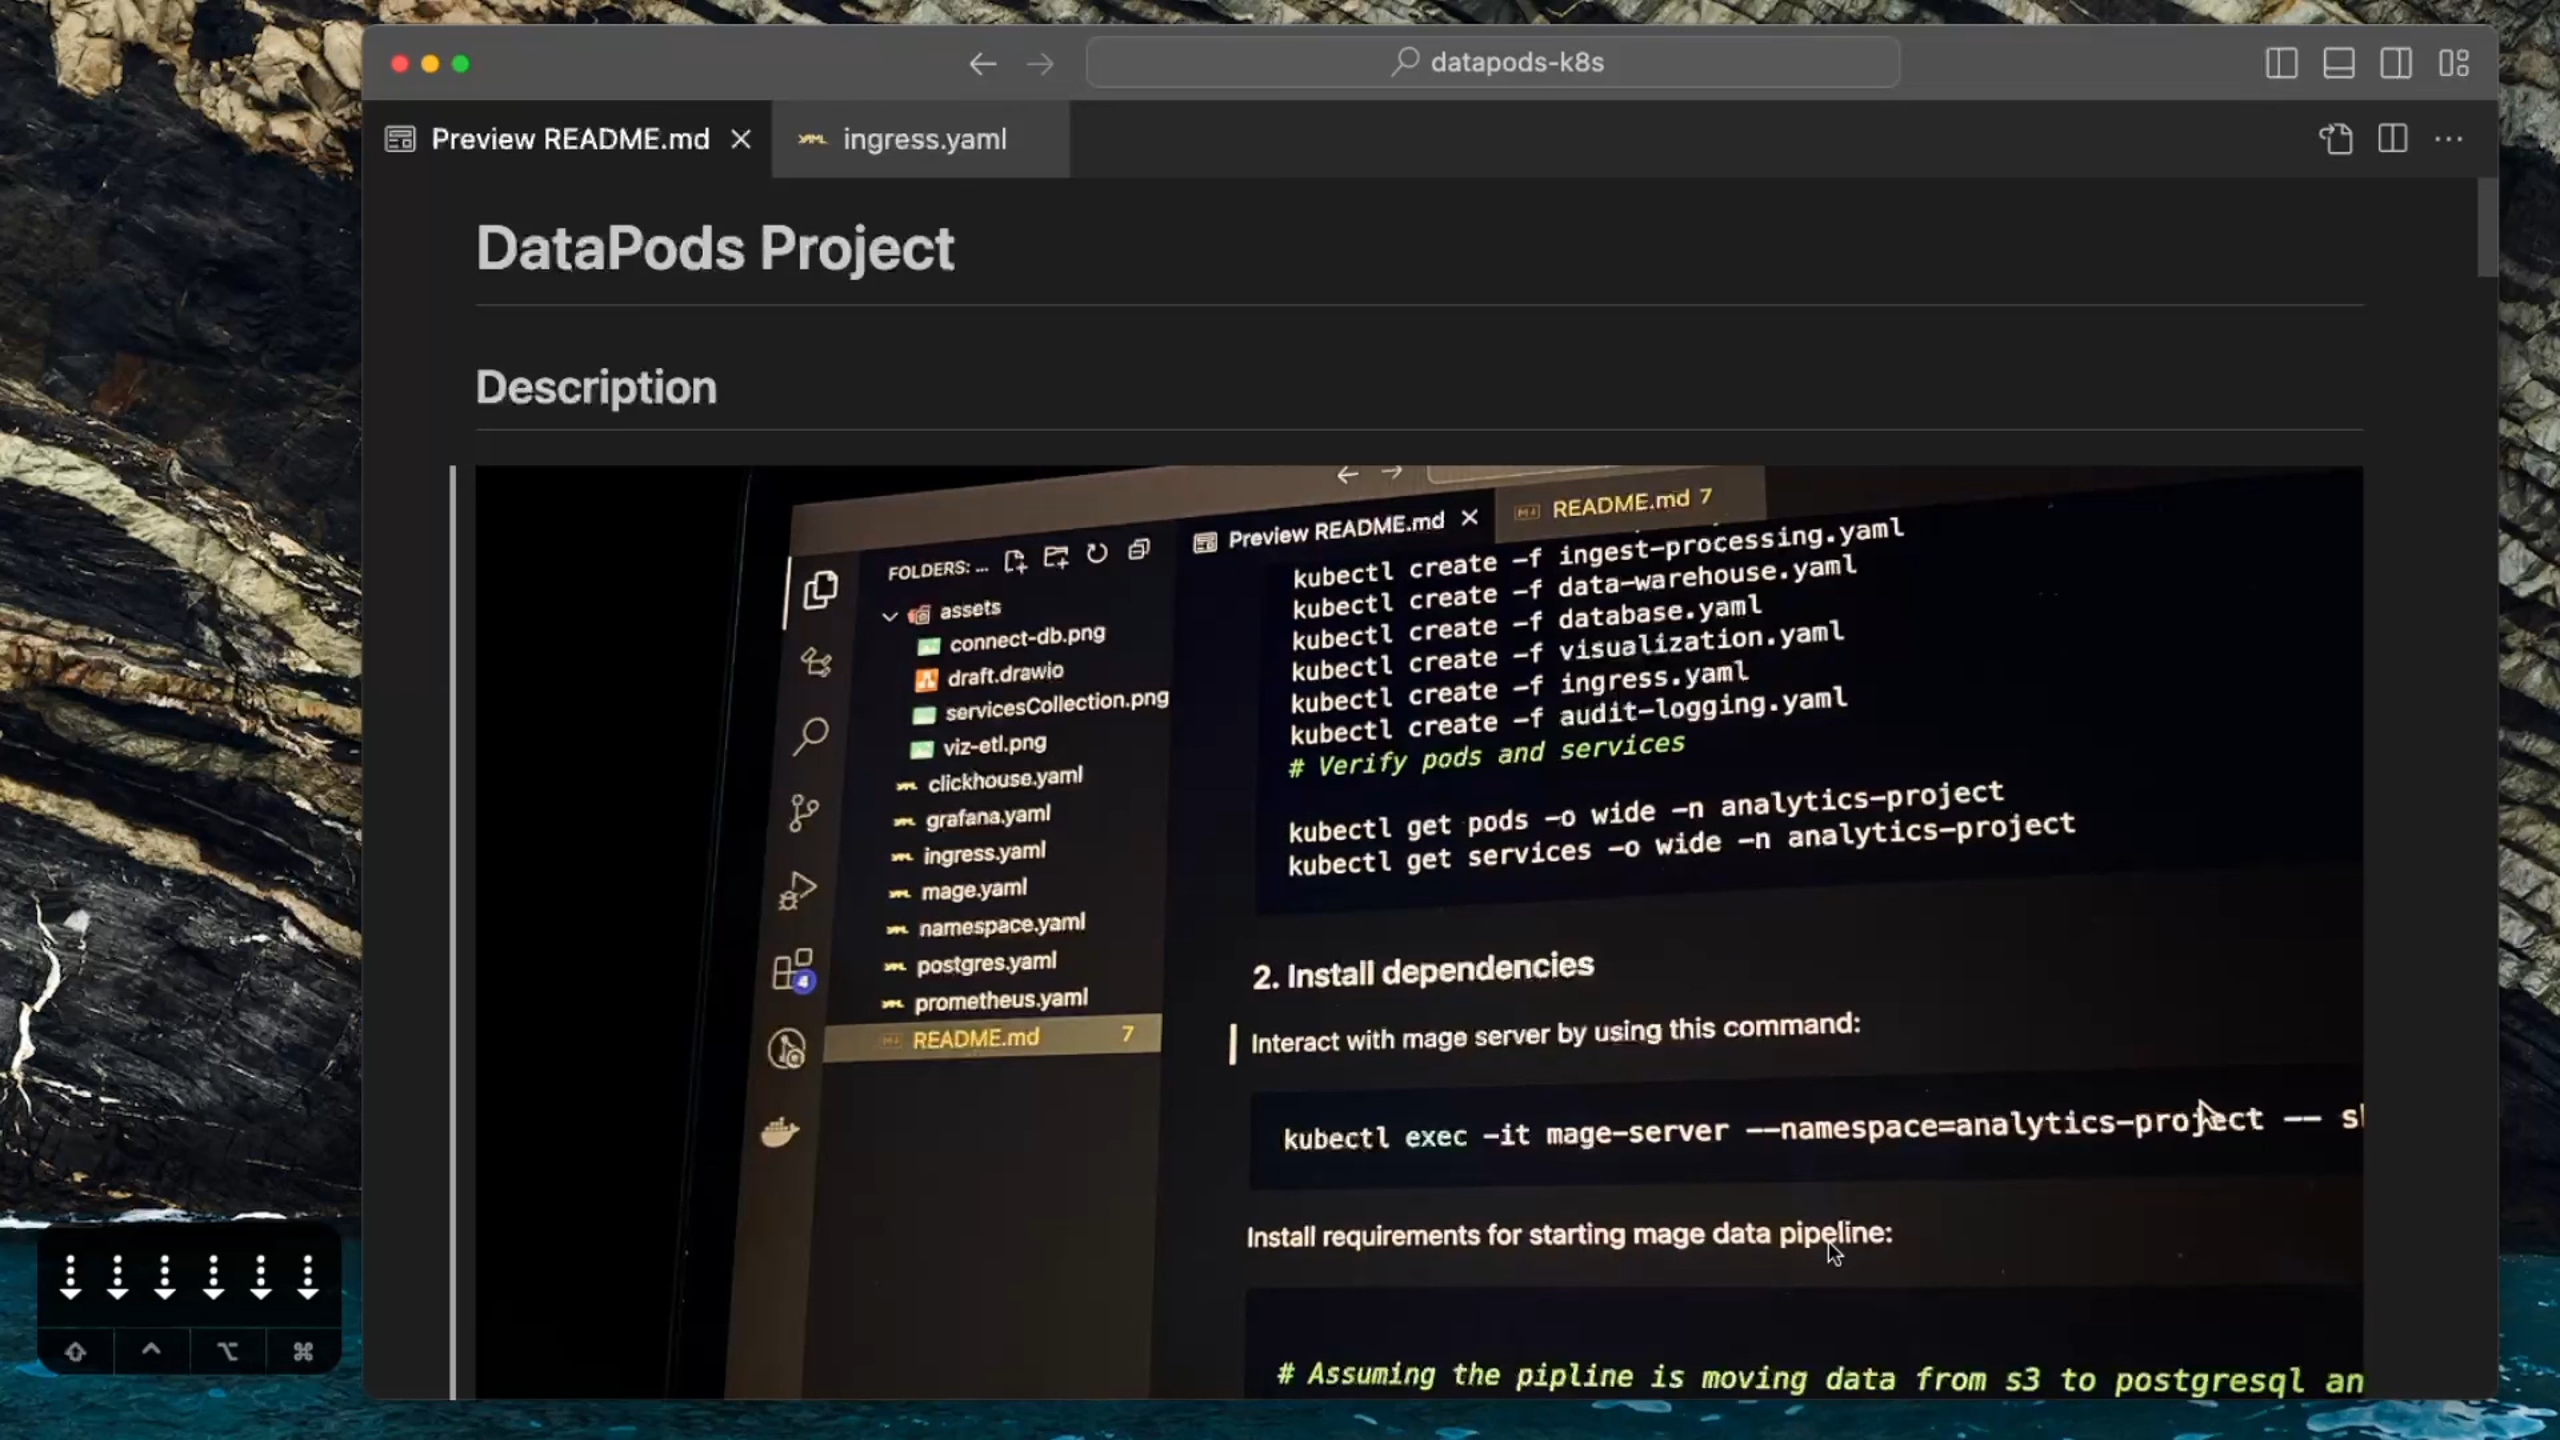 datapods-k8s
Preview README.md
ingress.yaml
DataPods Project
Description
Preview README.md
README.md 7
FOLDERS: ...
assets
connect-db.png
draft.drawio
servicesCollection.png
viz-etl.png
clickhouse.yaml
grafana.yaml
ingress.yaml
mage.yaml
namespace.yaml
postgres.yaml
prometheus.yaml
README.md 7
4
kubectl create -f ingest-processing.yaml
kubectl create -f data-warehouse.yaml
kubectl create -f database.yaml
kubectl create -f visualization.yaml
kubectl create -f ingress.yaml
kubectl create -f audit-logging.yaml
# Verify pods and services
kubectl get pods -o wide -n analytics-project
kubectl get services -o wide -n analytics-project
2. Install dependencies
Interact with mage server by using this command:
kubectl exec -it mage-server --namespace=analytics-project --
Install requirements for starting mage data pipeline:
# Assuming the pipline is moving data from s3 to postgresql an